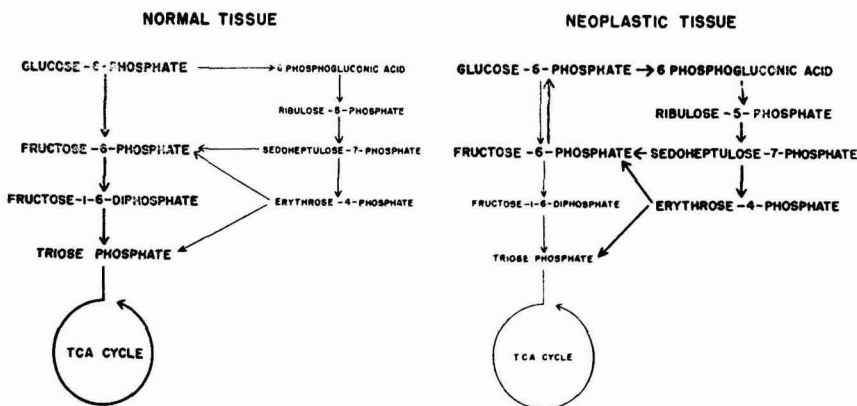 NORMAL TISSUE
GLUCOSE-6-PHOSPHATE
6 PHOSPHOGLUCONIC ACID
RIBULOSE-5-PHOSPHATE
FRUCTOSE-6-PHOSPHATE
SEDOHEPTULOSE-7-PHOSPHATE
FRUCTOSE-1-6-DIPHOSPHATE
ERYTHROSE-4-PHOSPHATE
TRIOSE PHOSPHATE
TCA CYCLE
NEOPLASTIC TISSUE
GLUCOSE-6-PHOSPHATE
6 PHOSPHOGLUCONIC ACID
RIBULOSE-5-PHOSPHATE
FRUCTOSE-6-PHOSPHATE
SEDOHEPTULOSE-7-PHOSPHATE
FRUCTOSE-1-6-DIPHOSPHATE
ERYTHROSE-4-PHOSPHATE
TRIOSE PHOSPHATE
TCA CYCLE